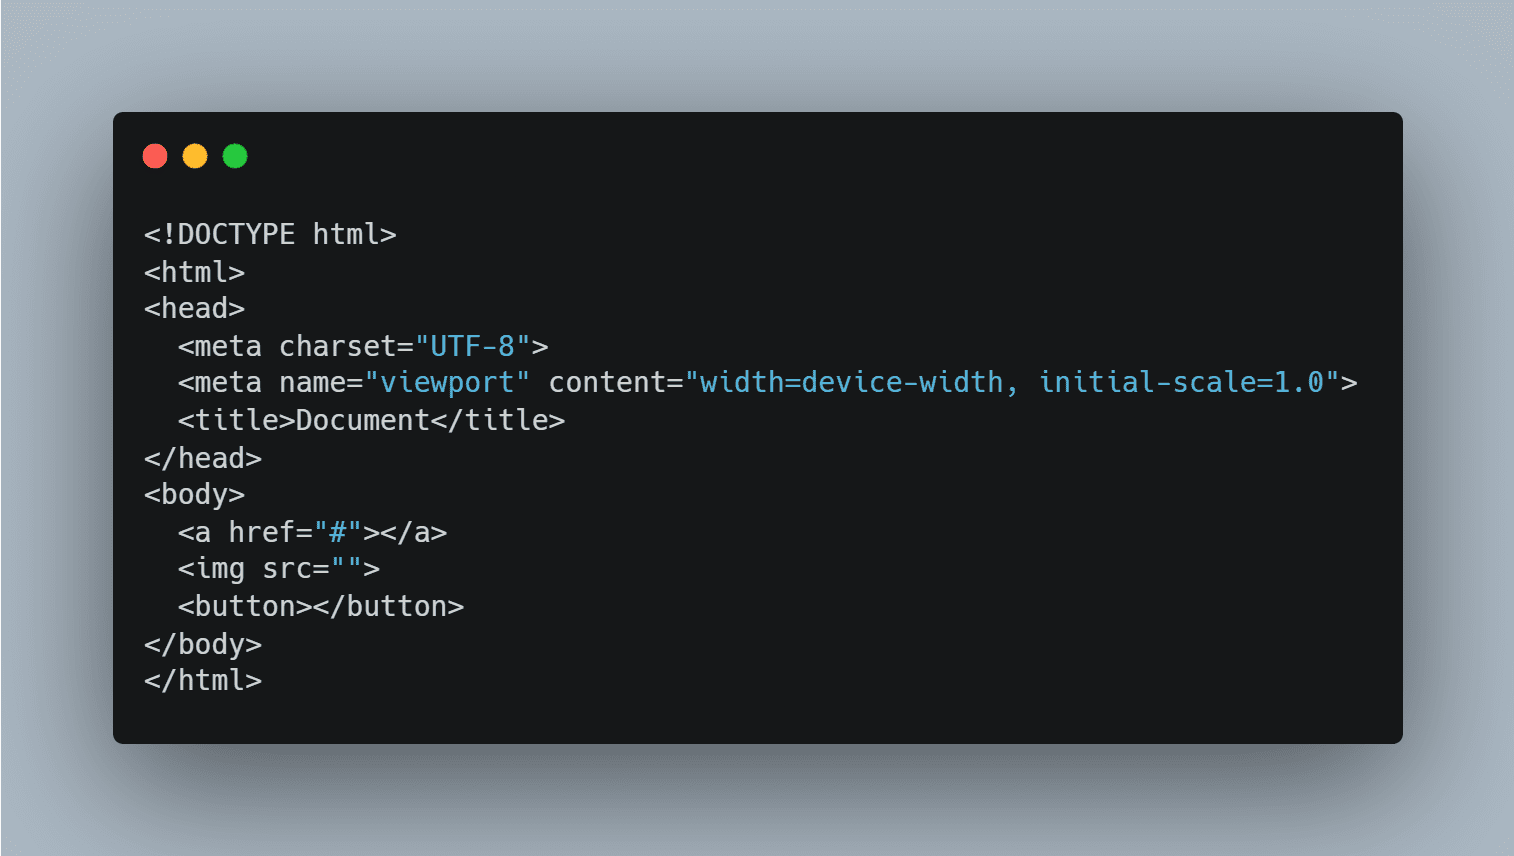 <!DOCTYPE html>
<html>
<head>
  <meta charset="UTF-8">
  <meta name="viewport" content="width=device-width, initial-scale=1.0">
  <title>Document</title>
</head>
<body>
  <a href="#"></a>
  <img src="">
  <button></button>
</body>
</html>